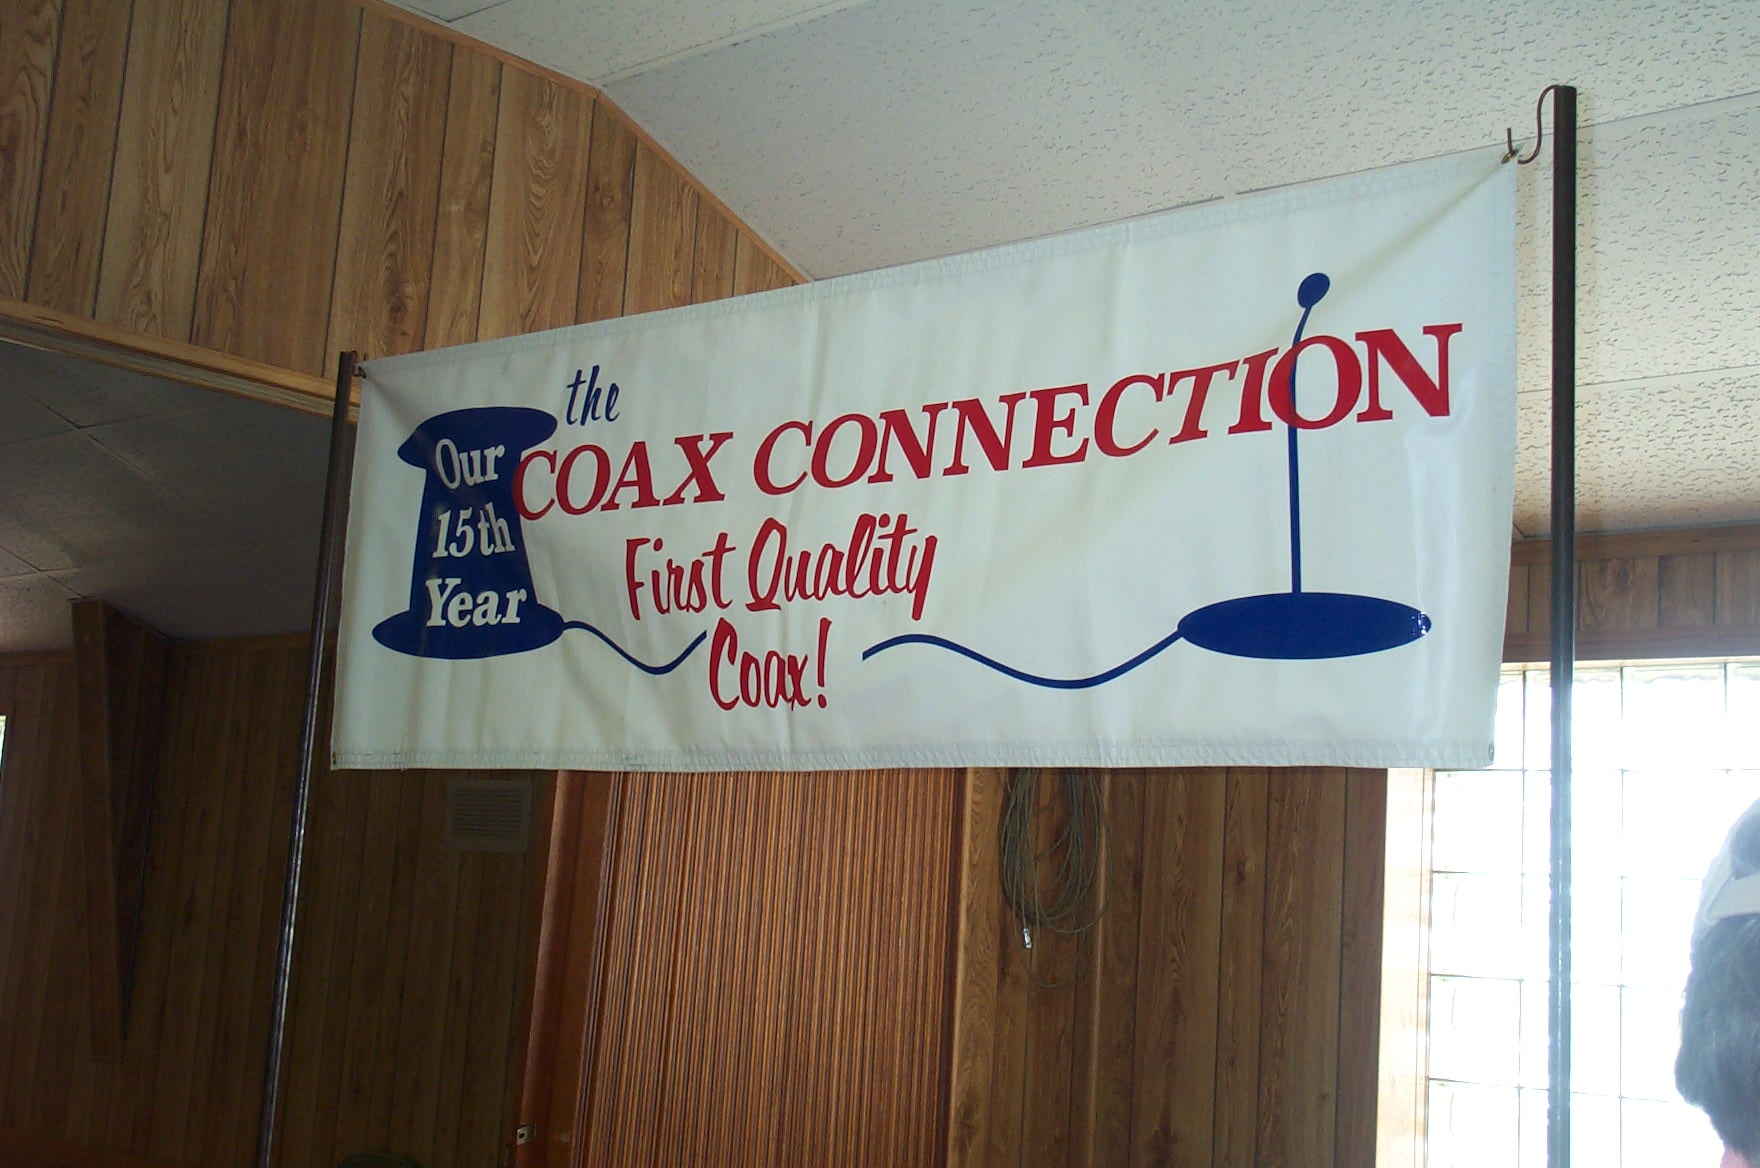 the
COAX CONNECTION
Our
15th
Year
First Quality
Coax!